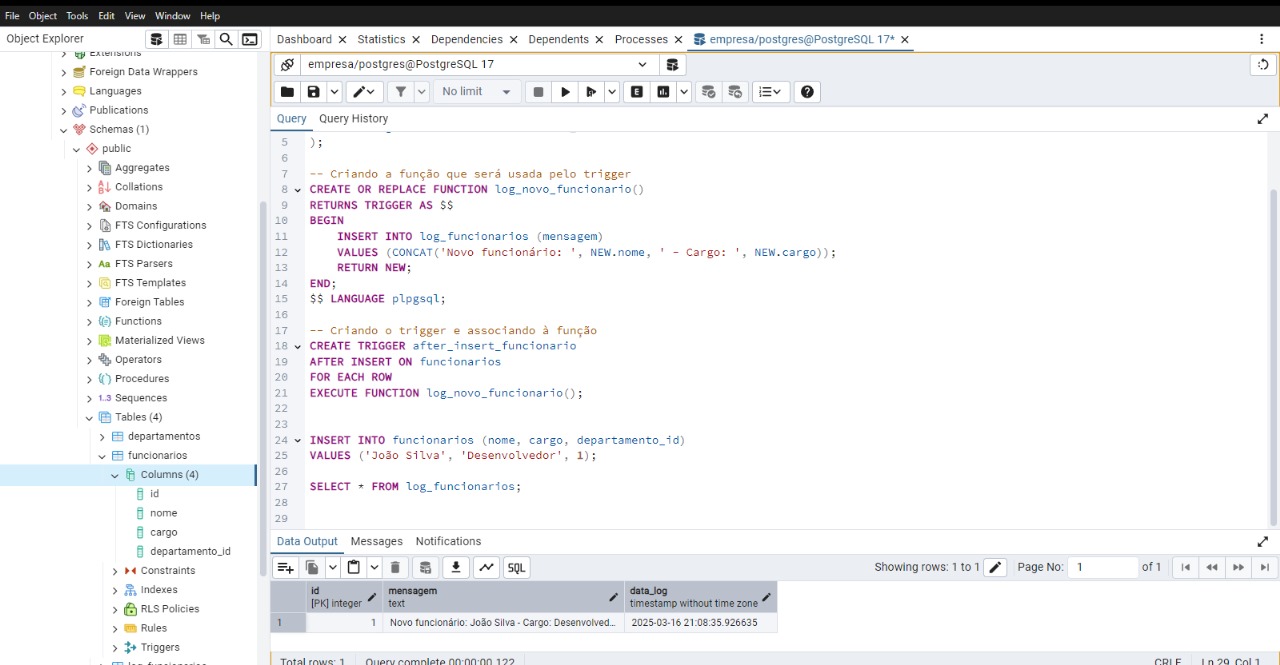 File Object Tools Edit View Window Help
Object Explorer
Extensions
Foreign Data Wrappers
Languages
Publications
Schemas (1)
public
Aggregates
Collations
Domains
FTS Configurations
FTS Dictionaries
FTS Parsers
FTS Templates
Foreign Tables
Functions
Materialized Views
Operators
Procedures
1..3 Sequences
Tables (4)
departamentos
funcionarios
Columns (4)
id
nome
cargo
departamento_id
Constraints
Indexes
RLS Policies
Rules
Triggers
log_funcionarios
Dashboard Statistics Dependencies Dependents Processes empresa/postgres@PostgreSQL 17*
empresa/postgres@PostgreSQL 17
No limit
Query Query History
5 );
6
7 -- Criando a função que será usada pelo trigger
8 CREATE OR REPLACE FUNCTION log_novo_funcionario()
9 RETURNS TRIGGER AS $$
10 BEGIN
11 INSERT INTO log_funcionarios (mensagem)
12 VALUES (CONCAT('Novo funcionário: ', NEW.nome, ' - Cargo: ', NEW.cargo));
13 RETURN NEW;
14 END;
15 $$ LANGUAGE plpgsql;
16
17 -- Criando o trigger e associando à função
18 CREATE TRIGGER after_insert_funcionario
19 AFTER INSERT ON funcionarios
20 FOR EACH ROW
21 EXECUTE FUNCTION log_novo_funcionario();
22
23
24 INSERT INTO funcionarios (nome, cargo, departamento_id)
25 VALUES ('João Silva', 'Desenvolvedor', 1);
26
27 SELECT * FROM log_funcionarios;
28
29
Data Output Messages Notifications
SQL
Showing rows: 1 to 1 Page No: 1 of 1
id mensagem data_log
[PK] integer text timestamp without time zone
1 1 Novo funcionário: João Silva - Cargo: Desenvolved... 2025-03-16 21:08:35.926635
Total rows: 1 Query complete 00:00:00.122 CRLF Ln 29, Col 1